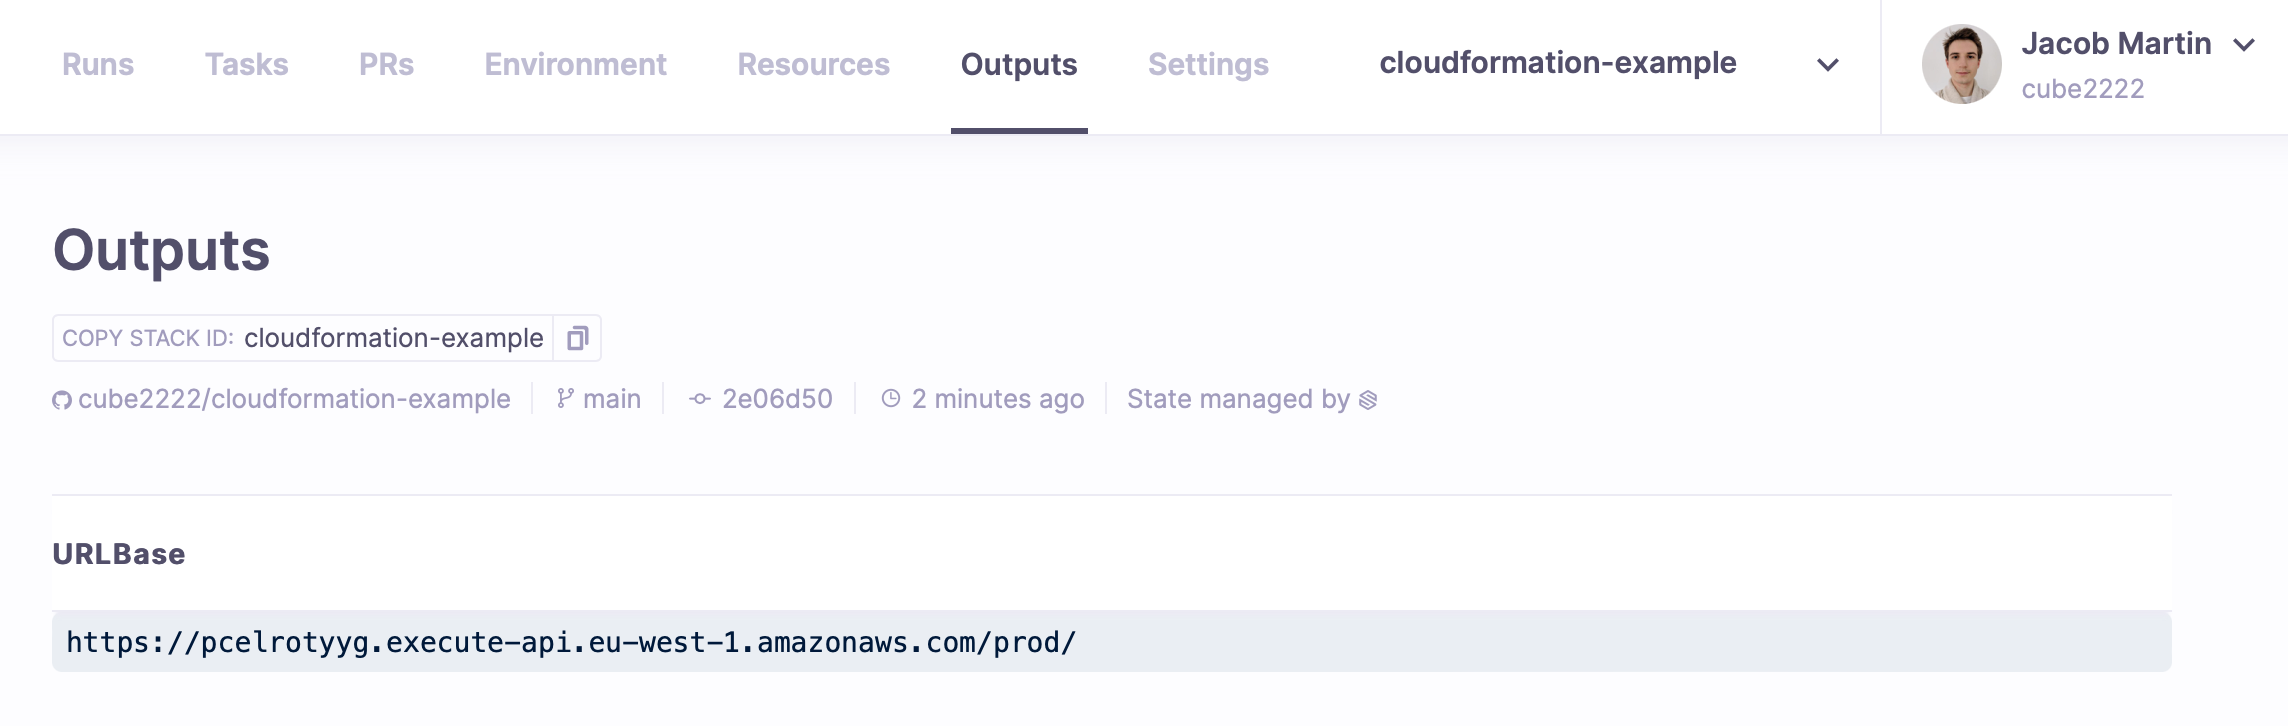 Runs Tasks PRs Environment Resources Outputs Settings cloudformation-example Jacob Martin
cube2222
Outputs
COPY STACK ID: cloudformation-example
cube2222/cloudformation-example main 2e06d50 2 minutes ago State managed by
URLBase
https://pcelrotyyg.execute-api.eu-west-1.amazonaws.com/prod/